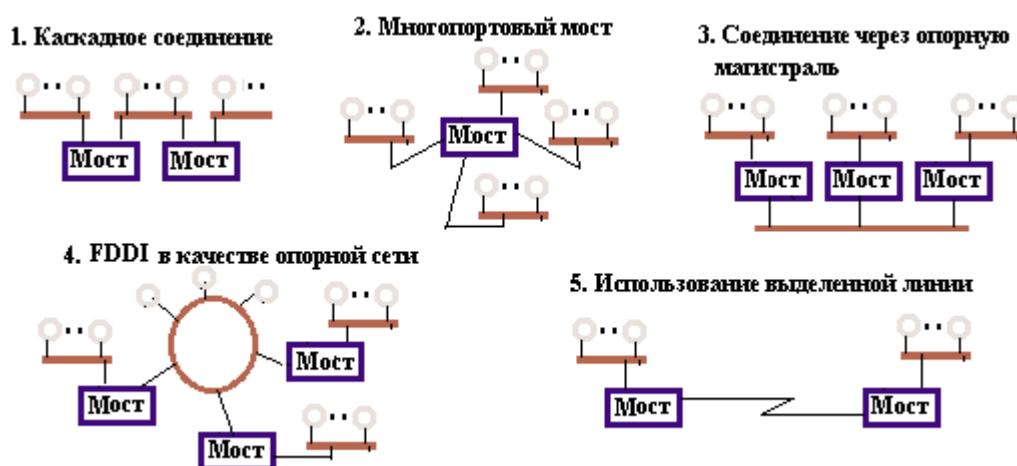 1. Каскадное соединение
Мост
Мост
2. Многопортовый мост
Мост
3. Соединение через опорную
магистраль
Мост
Мост
Мост
4. FDDI в качестве опорной сети
Мост
Мост
Мост
5. Использование выделенной линии
Мост
Мост